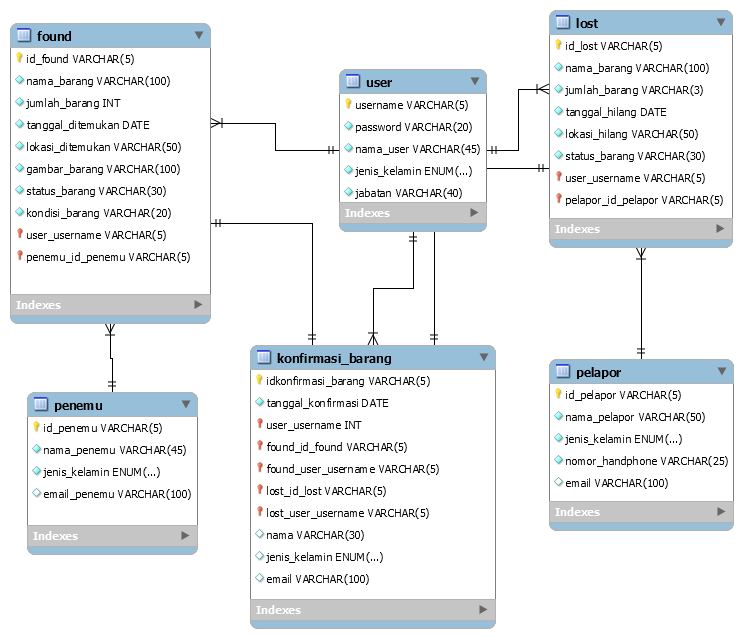 found
id_found VARCHAR(5)
nama_barang VARCHAR(100)
jumlah_barang INT
tanggal_ditemukan DATE
lokasi_ditemukan VARCHAR(50)
gambar_barang VARCHAR(100)
status_barang VARCHAR(30)
kondisi_barang VARCHAR(20)
user_username VARCHAR(5)
penemu_id_penemu VARCHAR(5)
Indexes
user
username VARCHAR(5)
password VARCHAR(20)
nama_user VARCHAR(45)
jenis_kelamin ENUM(...)
jabatan VARCHAR(40)
Indexes
lost
id_lost VARCHAR(5)
nama_barang VARCHAR(100)
jumlah_barang VARCHAR(3)
tanggal_hilang DATE
lokasi_hilang VARCHAR(50)
status_barang VARCHAR(30)
user_username VARCHAR(5)
pelapor_id_pelapor VARCHAR(5)
Indexes
penemu
id_penemu VARCHAR(5)
nama_penemu VARCHAR(45)
jenis_kelamin ENUM(...)
email_penemu VARCHAR(100)
Indexes
konfirmasi_barang
idkonfirmasi_barang VARCHAR(5)
tanggal_konfirmasi DATE
user_username INT
found_id_found VARCHAR(5)
found_user_username VARCHAR(5)
lost_id_lost VARCHAR(5)
lost_user_username VARCHAR(5)
nama VARCHAR(30)
jenis_kelamin ENUM(...)
email VARCHAR(100)
Indexes
pelapor
id_pelapor VARCHAR(5)
nama_pelapor VARCHAR(50)
jenis_kelamin ENUM(...)
nomor_handphone VARCHAR(25)
email VARCHAR(100)
Indexes